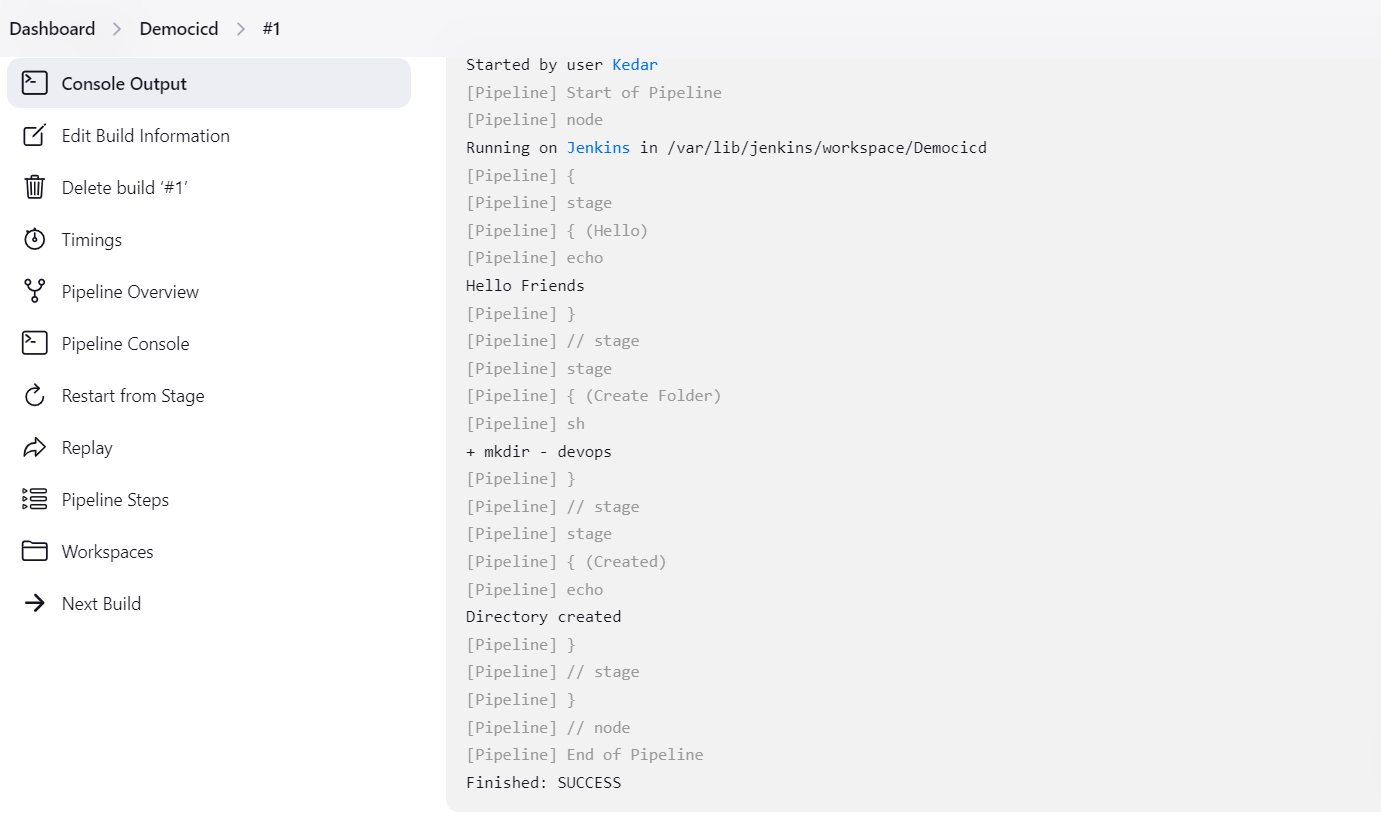 Dashboard > Democicd > #1
Console Output
Edit Build Information
Delete build ‘#1’
Timings
Pipeline Overview
Pipeline Console
Restart from Stage
Replay
Pipeline Steps
Workspaces
Next Build
Started by user Kedar
[Pipeline] Start of Pipeline
[Pipeline] node
Running on Jenkins in /var/lib/jenkins/workspace/Democicd
[Pipeline] {
[Pipeline] stage
[Pipeline] { (Hello)
[Pipeline] echo
Hello Friends
[Pipeline] }
[Pipeline] // stage
[Pipeline] stage
[Pipeline] { (Create Folder)
[Pipeline] sh
+ mkdir - devops
[Pipeline] }
[Pipeline] // stage
[Pipeline] stage
[Pipeline] { (Created)
[Pipeline] echo
Directory created
[Pipeline] }
[Pipeline] // stage
[Pipeline] }
[Pipeline] // node
[Pipeline] End of Pipeline
Finished: SUCCESS